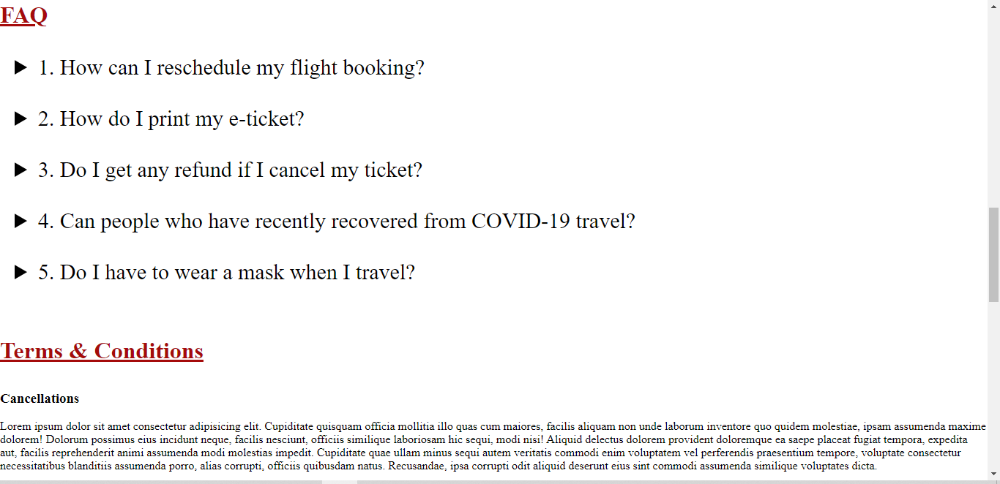 FAQ
1. How can I reschedule my flight booking?
2. How do I print my e-ticket?
3. Do I get any refund if I cancel my ticket?
4. Can people who have recently recovered from COVID-19 travel?
5. Do I have to wear a mask when I travel?
Terms & Conditions
Cancellations
Lorem ipsum dolor sit amet consectetur adipisicing elit. Cupiditate quisquam officia mollitia illo quas cum maiores, facilis aliquam non unde laborum inventore quo quidem molestiae, ipsam assumenda maxime
dolorem! Dolorum possimus eius incidunt neque, facilis nesciunt, officiis similique laboriosam hic sequi, modi nisi! Aliquid delectus dolorem provident doloremque ea saepe placeat fugiat tempora, expedita
aut, facilis reprehenderit animi assumenda modi molestias impedit. Cupiditate quae ullam minus sequi autem veritatis commodi enim voluptatem vel perferendis praesentium tempore, voluptate consectetur
necessitatibus blanditiis assumenda porro, alias corrupti, officiis quibusdam natus. Recusandae, ipsa corrupti odit aliquid deserunt eius sint commodi assumenda similique voluptates dicta.